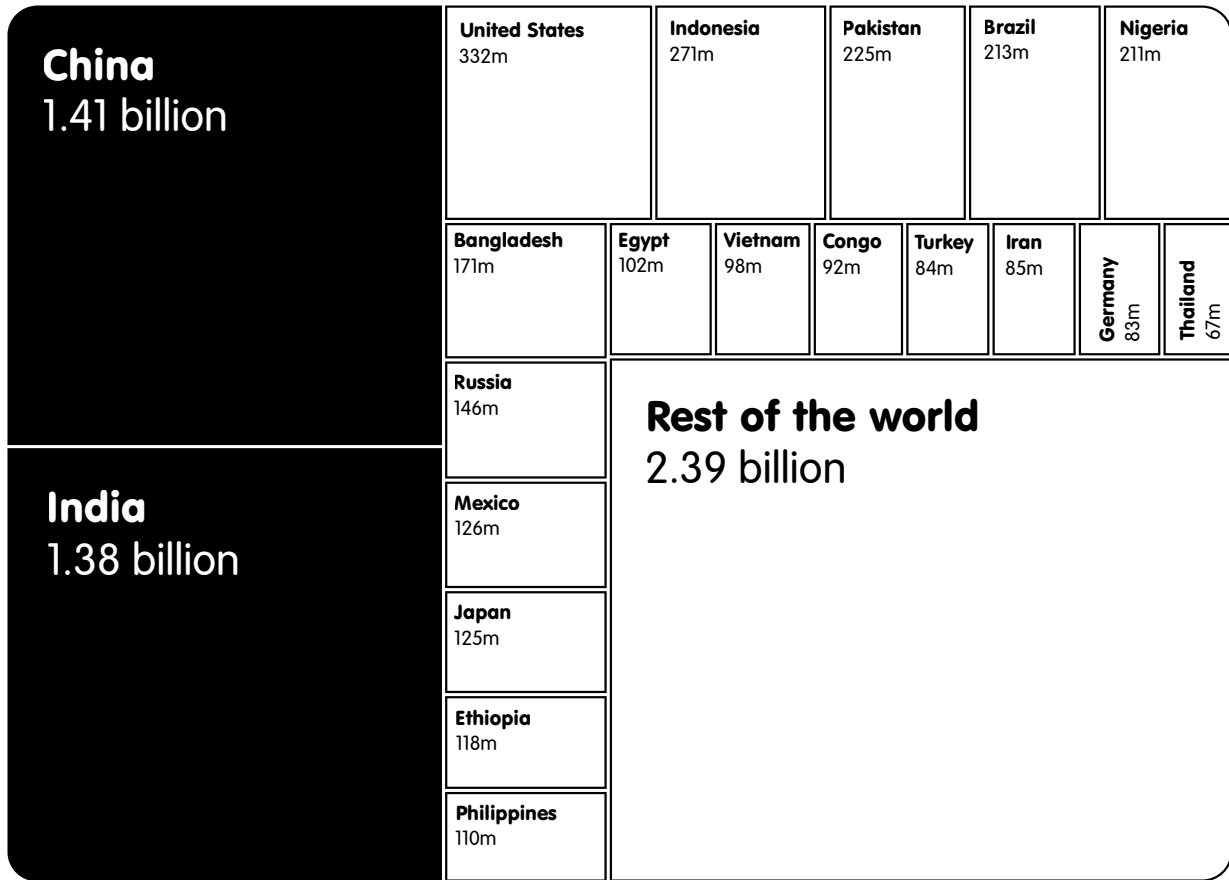 China
1.41 billion
India
1.38 billion
United States
332m
Indonesia
271m
Pakistan
225m
Brazil
213m
Nigeria
211m
Bangladesh
171m
Egypt
102m
Vietnam
98m
Congo
92m
Turkey
84m
Iran
85m
Germany
83m
Thailand
67m
Russia
146m
Mexico
126m
Japan
125m
Ethiopia
118m
Philippines
110m
Rest of the world
2.39 billion